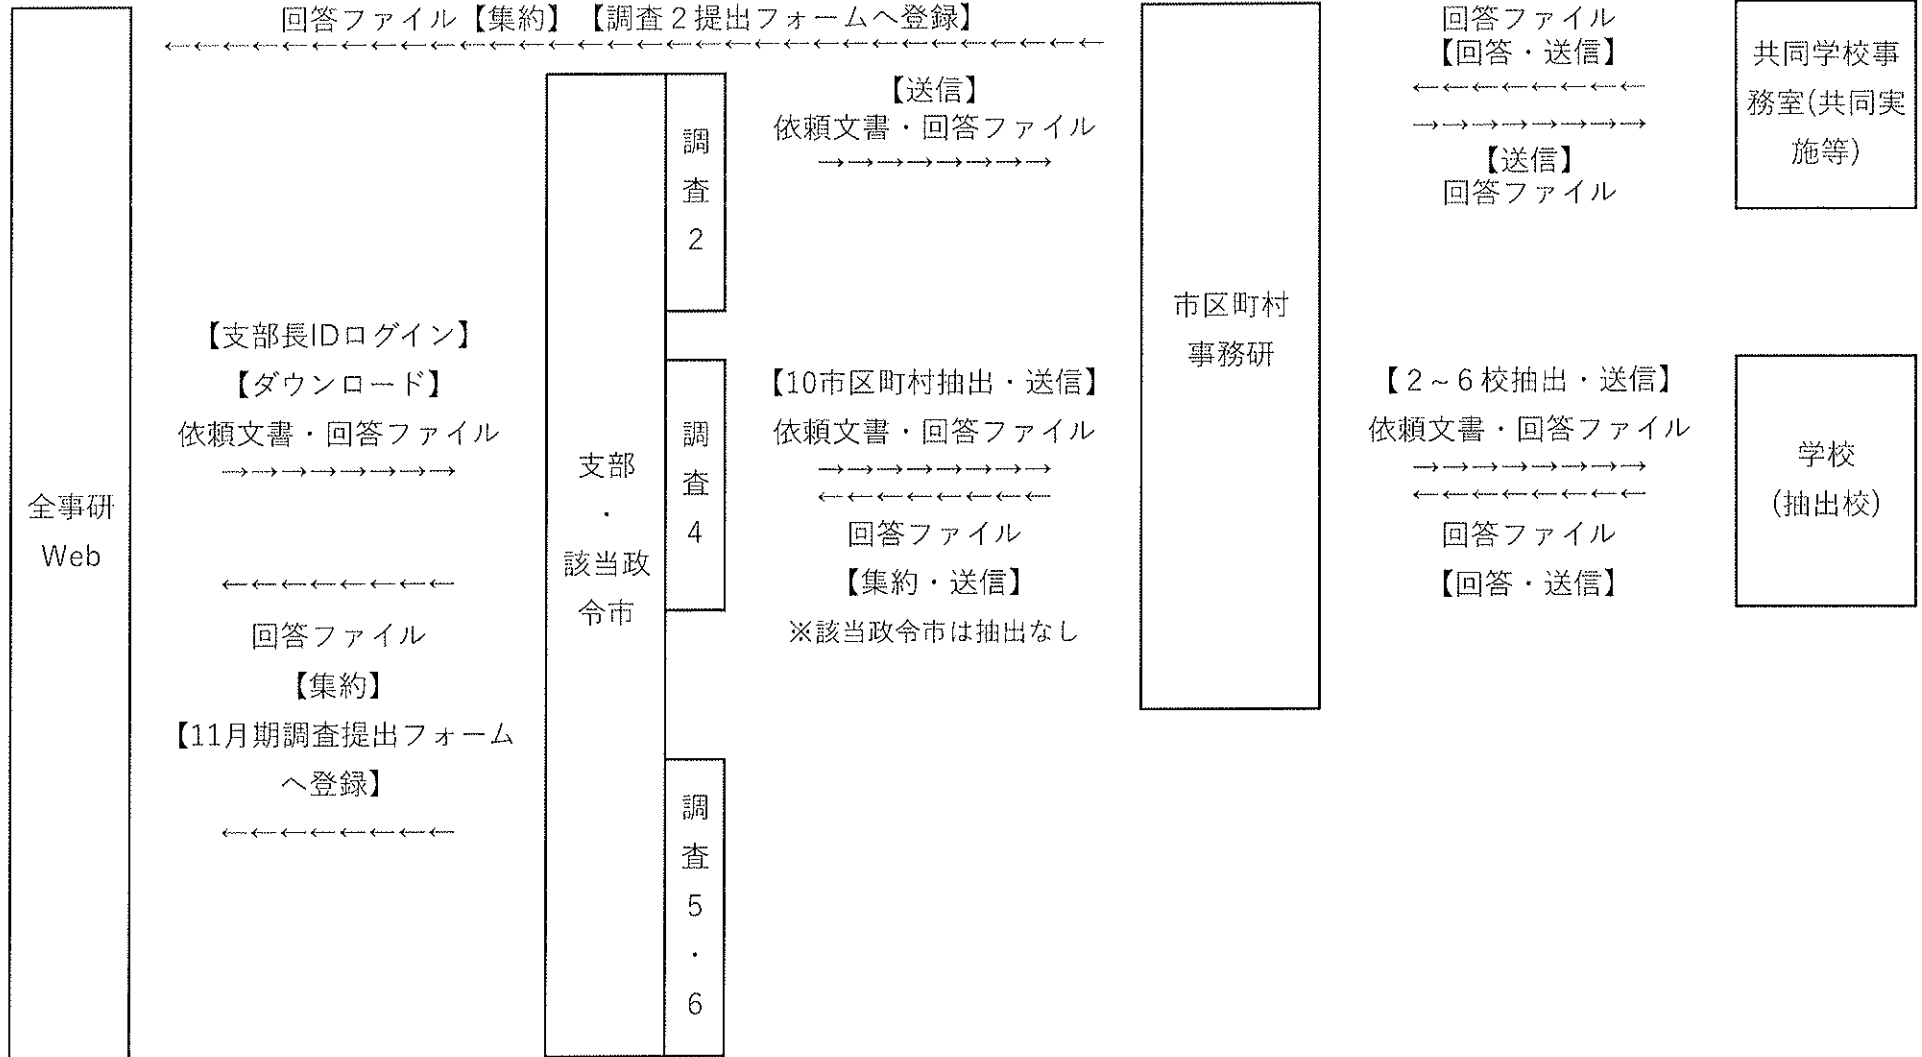 回答ファイル【集約】【調査２提出フォームへ登録】
←←←←←←←←←←←←←←←←←←←←←←←←←←←←←←←←
全事研
Web
【支部長IDログイン】
【ダウンロード】
依頼文書・回答ファイル
→→→→→→→→
←←←←←←←←
回答ファイル
【集約】
【11月期調査提出フォーム
へ登録】
←←←←←←←←
支部
・
該当政
令市
調
査
2
調
査
4
調
査
5
・
6
【送信】
依頼文書・回答ファイル
→→→→→→→→
【10市区町村抽出・送信】
依頼文書・回答ファイル
→→→→→→→→
←←←←←←←←
回答ファイル
【集約・送信】
※該当政令市は抽出なし
市区町村
事務研
回答ファイル
【回答・送信】
←←←←←←←←
→→→→→→→→
【送信】
回答ファイル
【２~６校抽出・送信】
依頼文書・回答ファイル
→→→→→→→→
←←←←←←←←
回答ファイル
【回答・送信】
共同学校事
務室(共同実
施等)
学校
(抽出校)